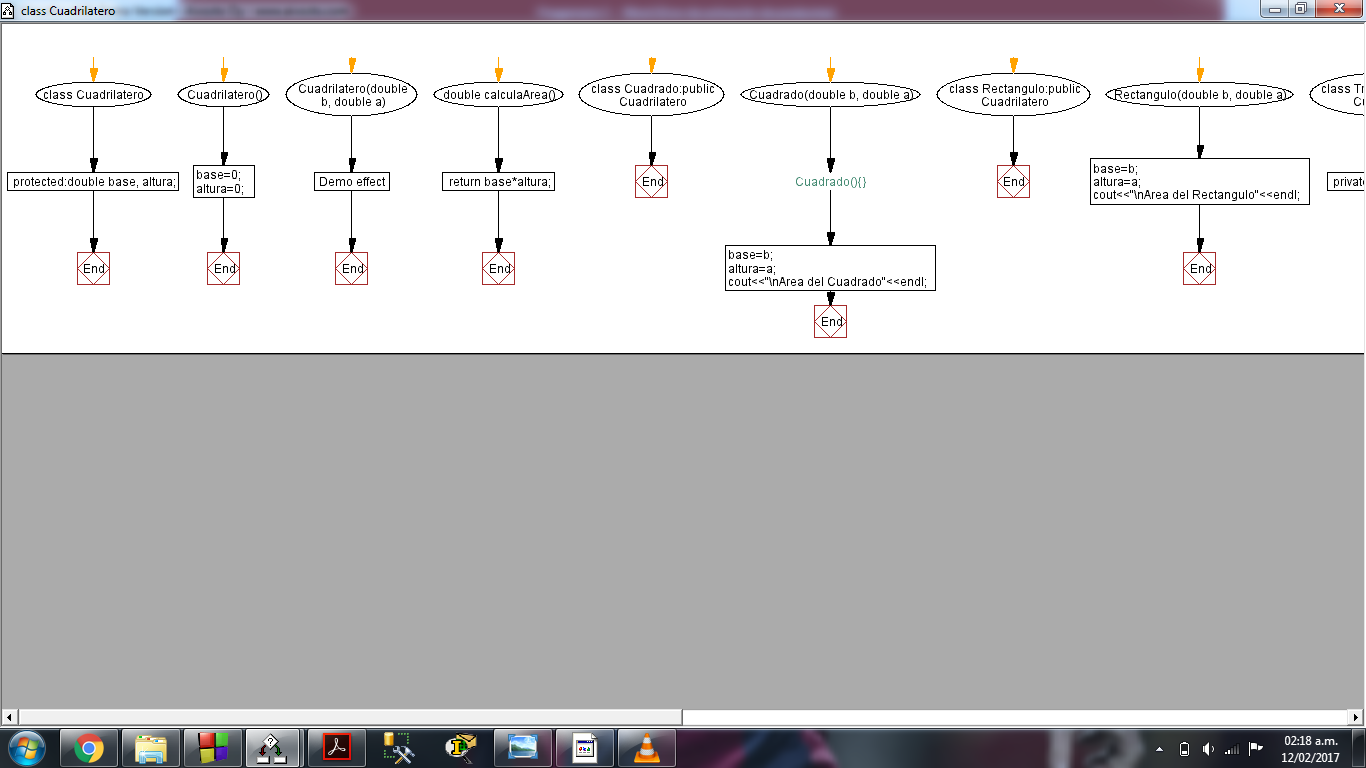 class Cuadrilatero
class Cuadrilatero
protected:double base, altura;
End
Cuadrilatero()
base=0;
altura=0;
End
Cuadrilatero(double
b, double a)
Demo effect
End
double calculaArea()
return base*altura;
End
class Cuadrado:public
Cuadrilatero
End
Cuadrado(double b, double a)
Cuadrado(){}
base=b;
altura=a;
cout<<"\nArea del Cuadrado"<<endl;
End
class Rectangulo:public
Cuadrilatero
End
Rectangulo(double b, double a)
base=b;
altura=a;
cout<<"\nArea del Rectangulo"<<endl;
End
class
private
02:18 a.m.
12/02/2017